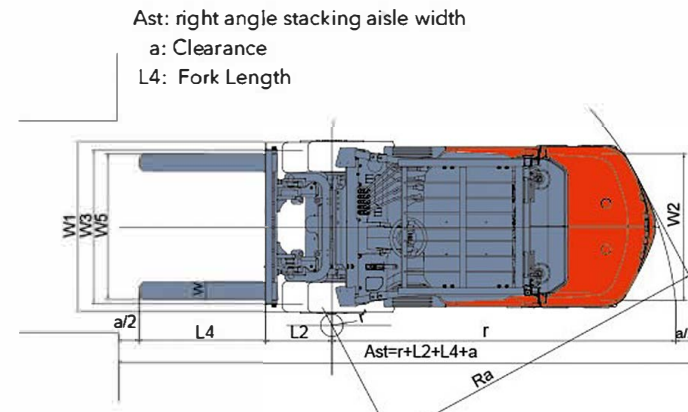 Ast: right angle stacking aisle width
a: Clearance
L4: Fork Length
W1
W3
W5
W
W2
a/2
L4
L2
r'
r
a/
Ast=r+L2+L4+a
Ra